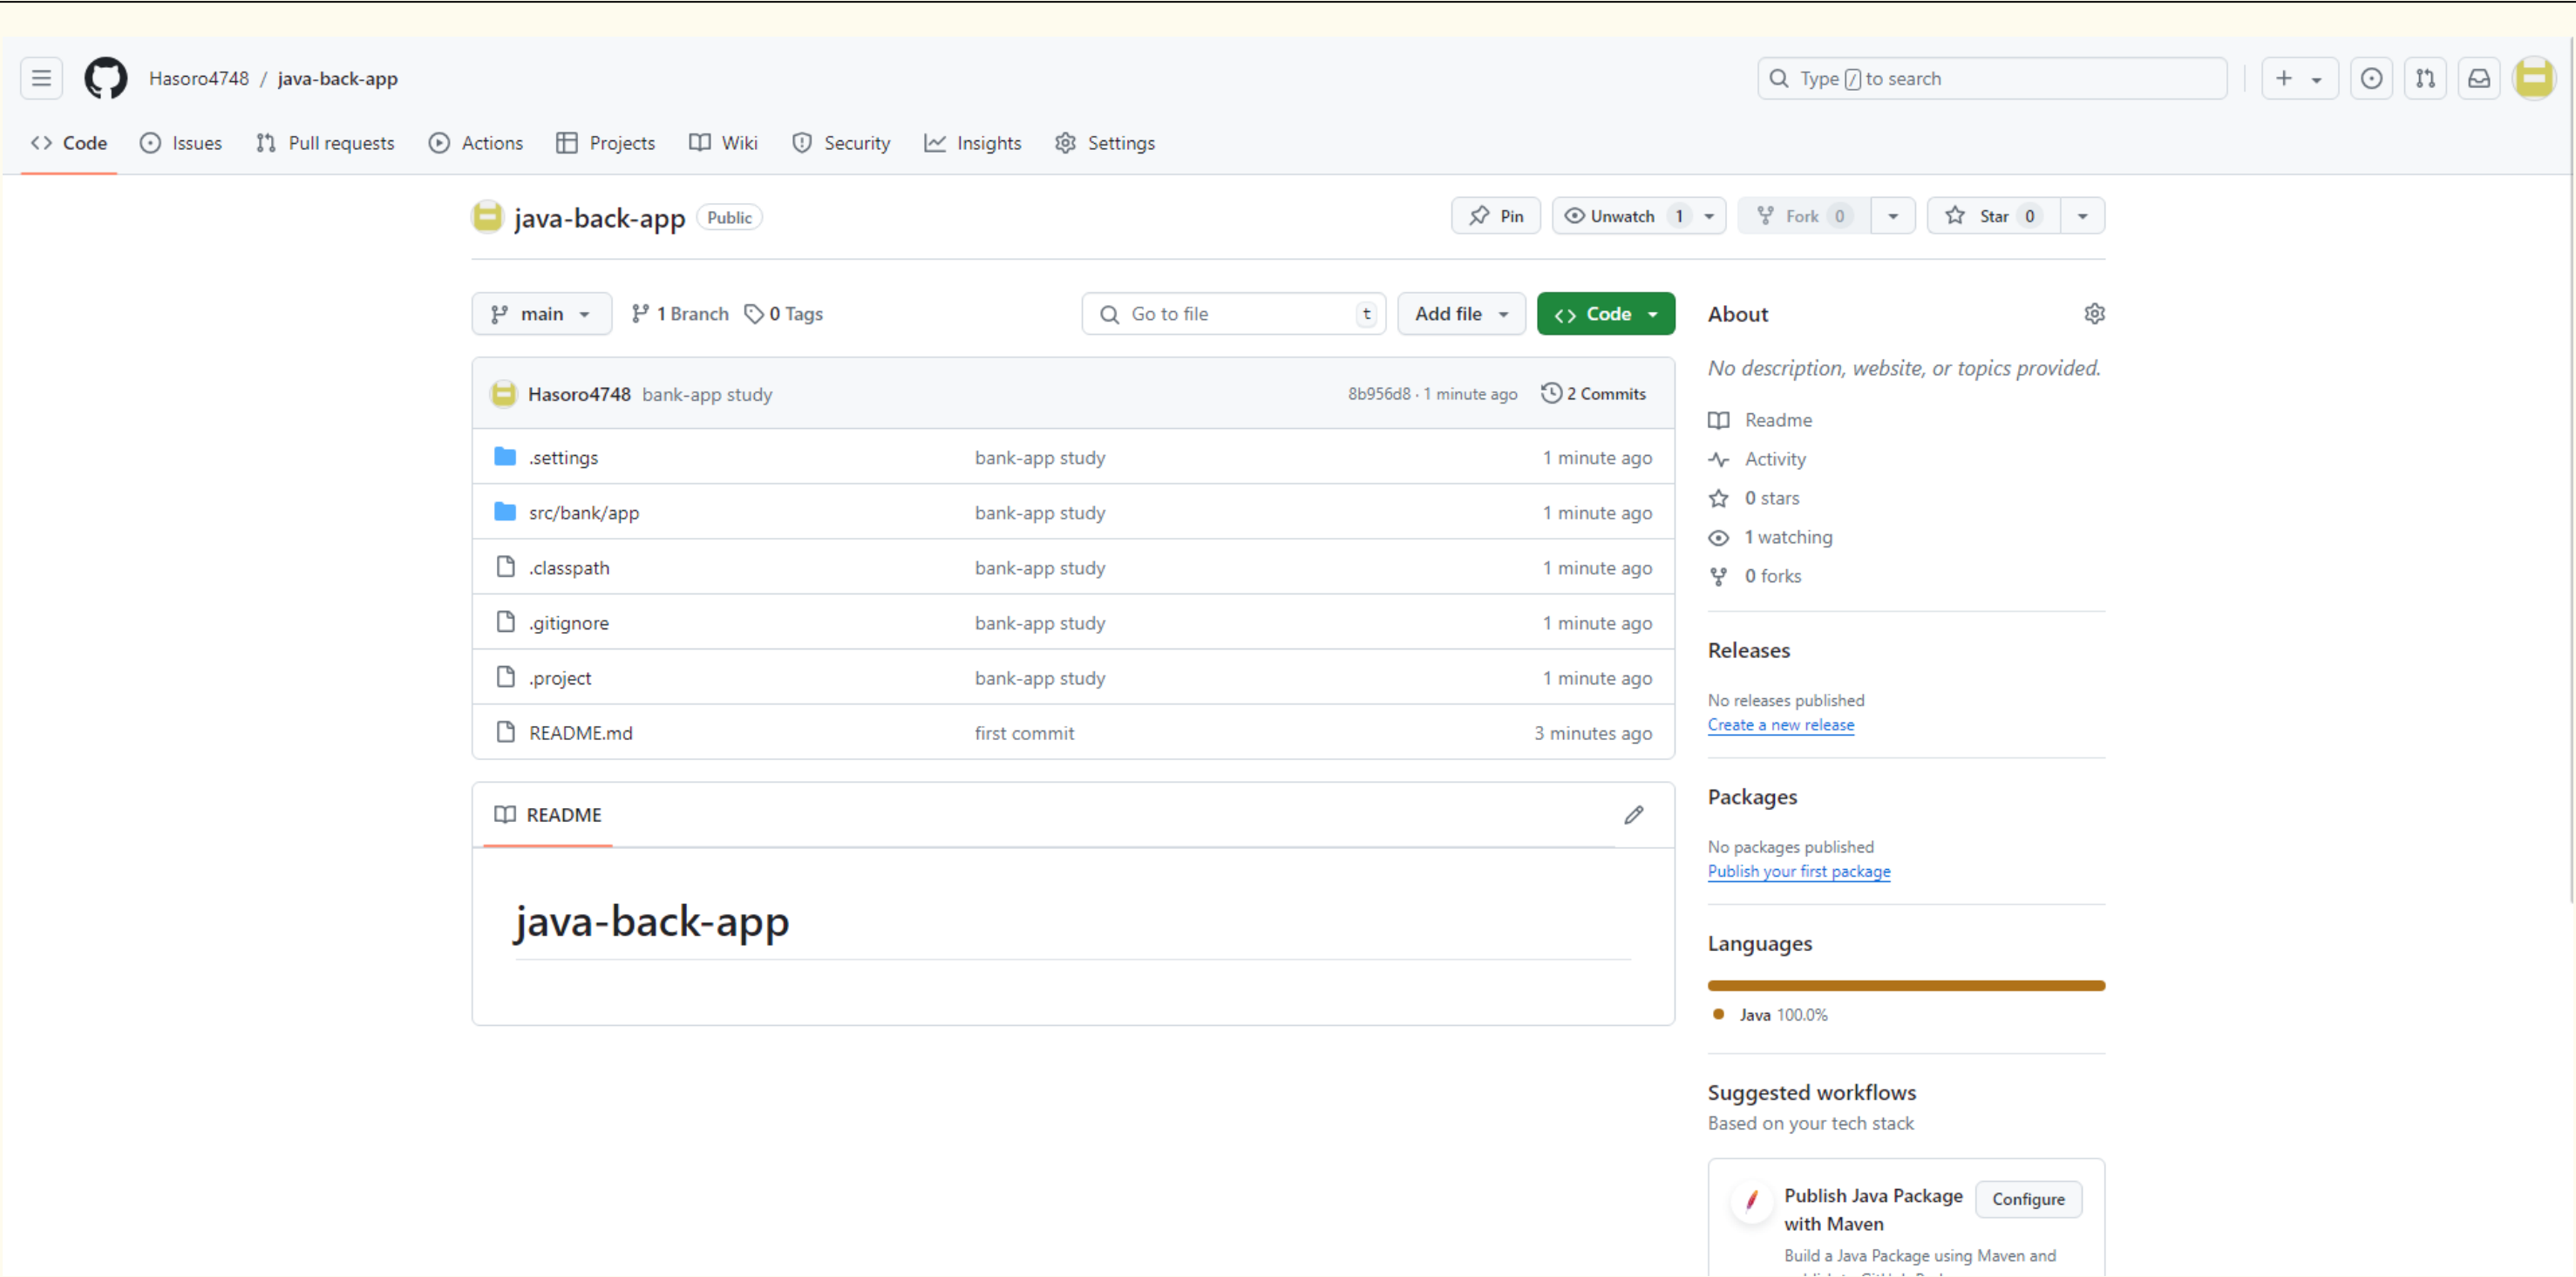 Hasoro4748 / java-back-app
Type / to search
Code Issues Pull requests Actions Projects Wiki Security Insights Settings
java-back-app Public
Pin Unwatch 1 Fork 0 Star 0
main 1 Branch 0 Tags Go to file t Add file Code
Hasoro4748 bank-app study 8b956d8 · 1 minute ago 2 Commits
.settings bank-app study 1 minute ago
src/bank/app bank-app study 1 minute ago
.classpath bank-app study 1 minute ago
.gitignore bank-app study 1 minute ago
.project bank-app study 1 minute ago
README.md first commit 3 minutes ago
README
java-back-app
About
No description, website, or topics provided.
Readme
Activity
0 stars
1 watching
0 forks
Releases
No releases published
Create a new release
Packages
No packages published
Publish your first package
Languages
Java 100.0%
Suggested workflows
Based on your tech stack
Publish Java Package Configure
with Maven
Build a Java Package using Maven and